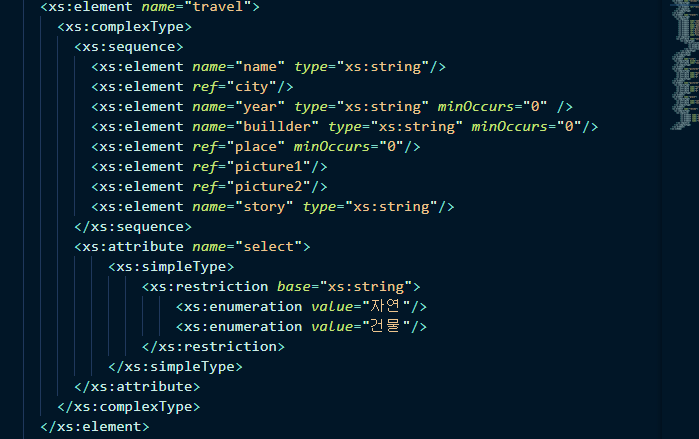 <xs:element name="travel">
<xs:complexType>
<xs:sequence>
<xs:element name="name" type="xs:string"/>
<xs:element ref="city"/>
<xs:element name="year" type="xs:string" minOccurs="0" />
<xs:element name="buillder" type="xs:string" minOccurs="0"/>
<xs:element ref="place" minOccurs="0"/>
<xs:element ref="picture1"/>
<xs:element ref="picture2"/>
<xs:element name="story" type="xs:string"/>
</xs:sequence>
<xs:attribute name="select">
<xs:simpleType>
<xs:restriction base="xs:string">
<xs:enumeration value="자연"/>
<xs:enumeration value="건물"/>
</xs:restriction>
</xs:simpleType>
</xs:attribute>
</xs:complexType>
</xs:element>